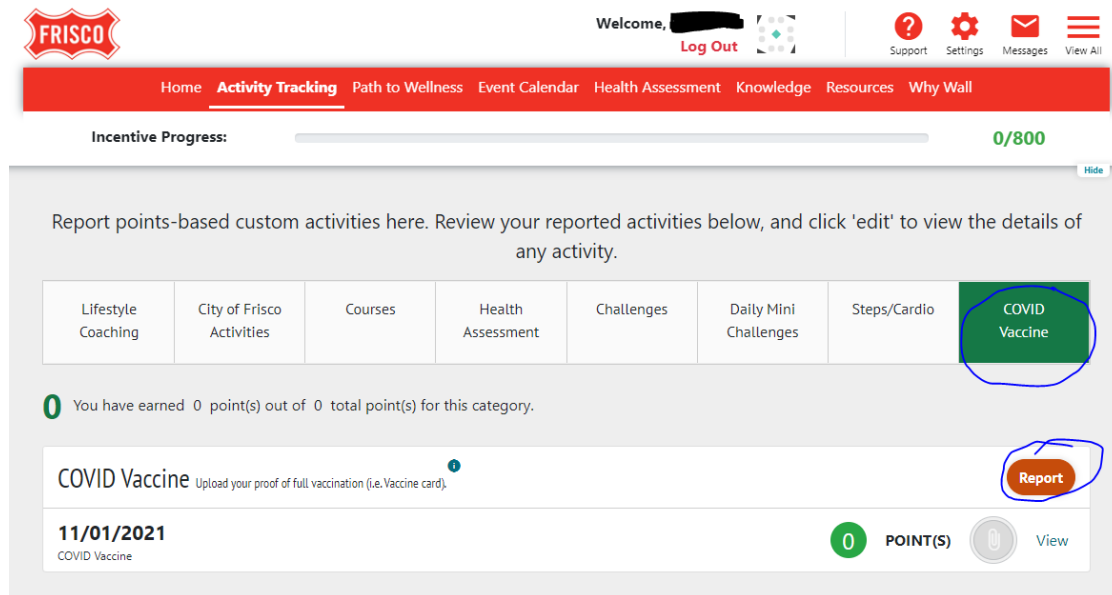 FRISCO
Welcome,
Log Out
Support Settings Messages View All
Home Activity Tracking Path to Wellness Event Calendar Health Assessment Knowledge Resources Why Wall
Incentive Progress: 0/800
Hide
Report points-based custom activities here. Review your reported activities below, and click 'edit' to view the details of
any activity.
Lifestyle Coaching
City of Frisco Activities
Courses
Health Assessment
Challenges
Daily Mini Challenges
Steps/Cardio
COVID Vaccine
0 You have earned 0 point(s) out of 0 total point(s) for this category.
COVID Vaccine Upload your proof of full vaccination (i.e. Vaccine card). i
Report
11/01/2021
COVID Vaccine
0 POINT(S) View